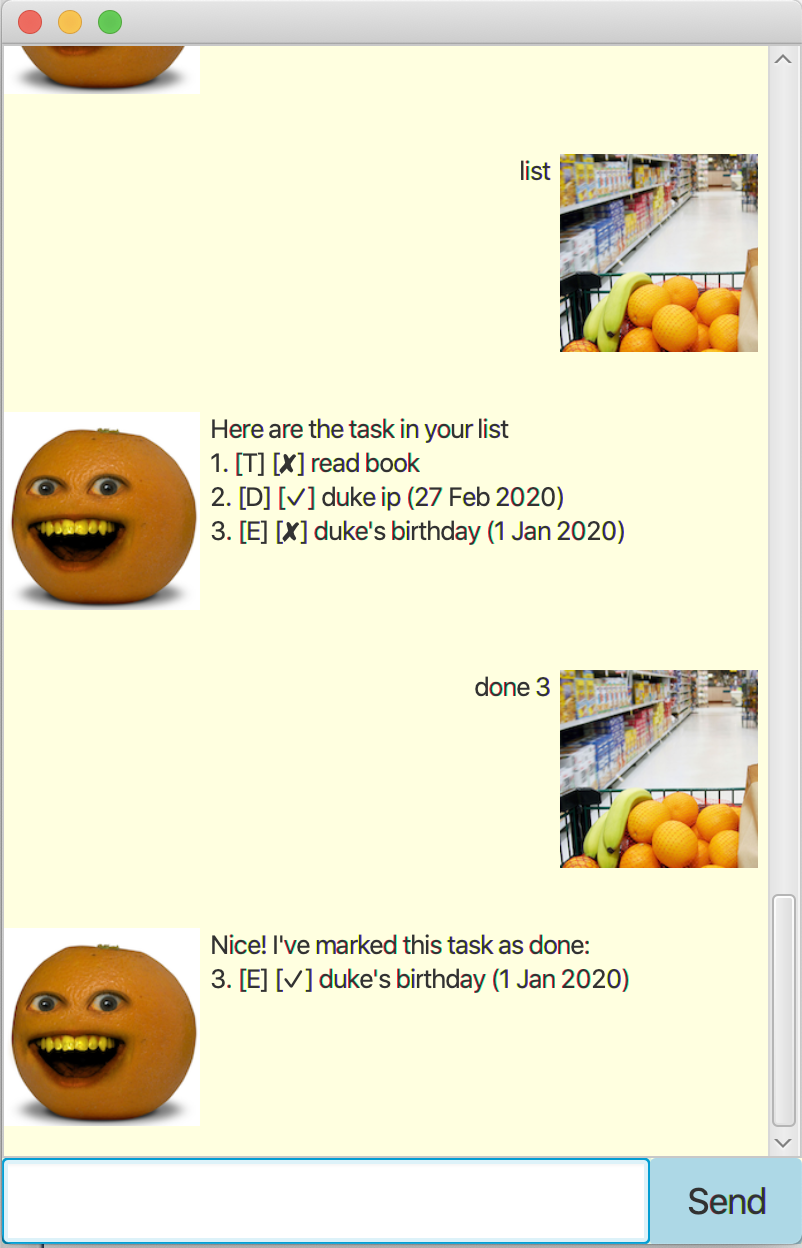 list
Here are the task in your list
1. [T] [✘] read book
2. [D] [✓] duke ip (27 Feb 2020)
3. [E] [✘] duke's birthday (1 Jan 2020)
done 3
Nice! I've marked this task as done:
3. [E] [✓] duke's birthday (1 Jan 2020)
Send